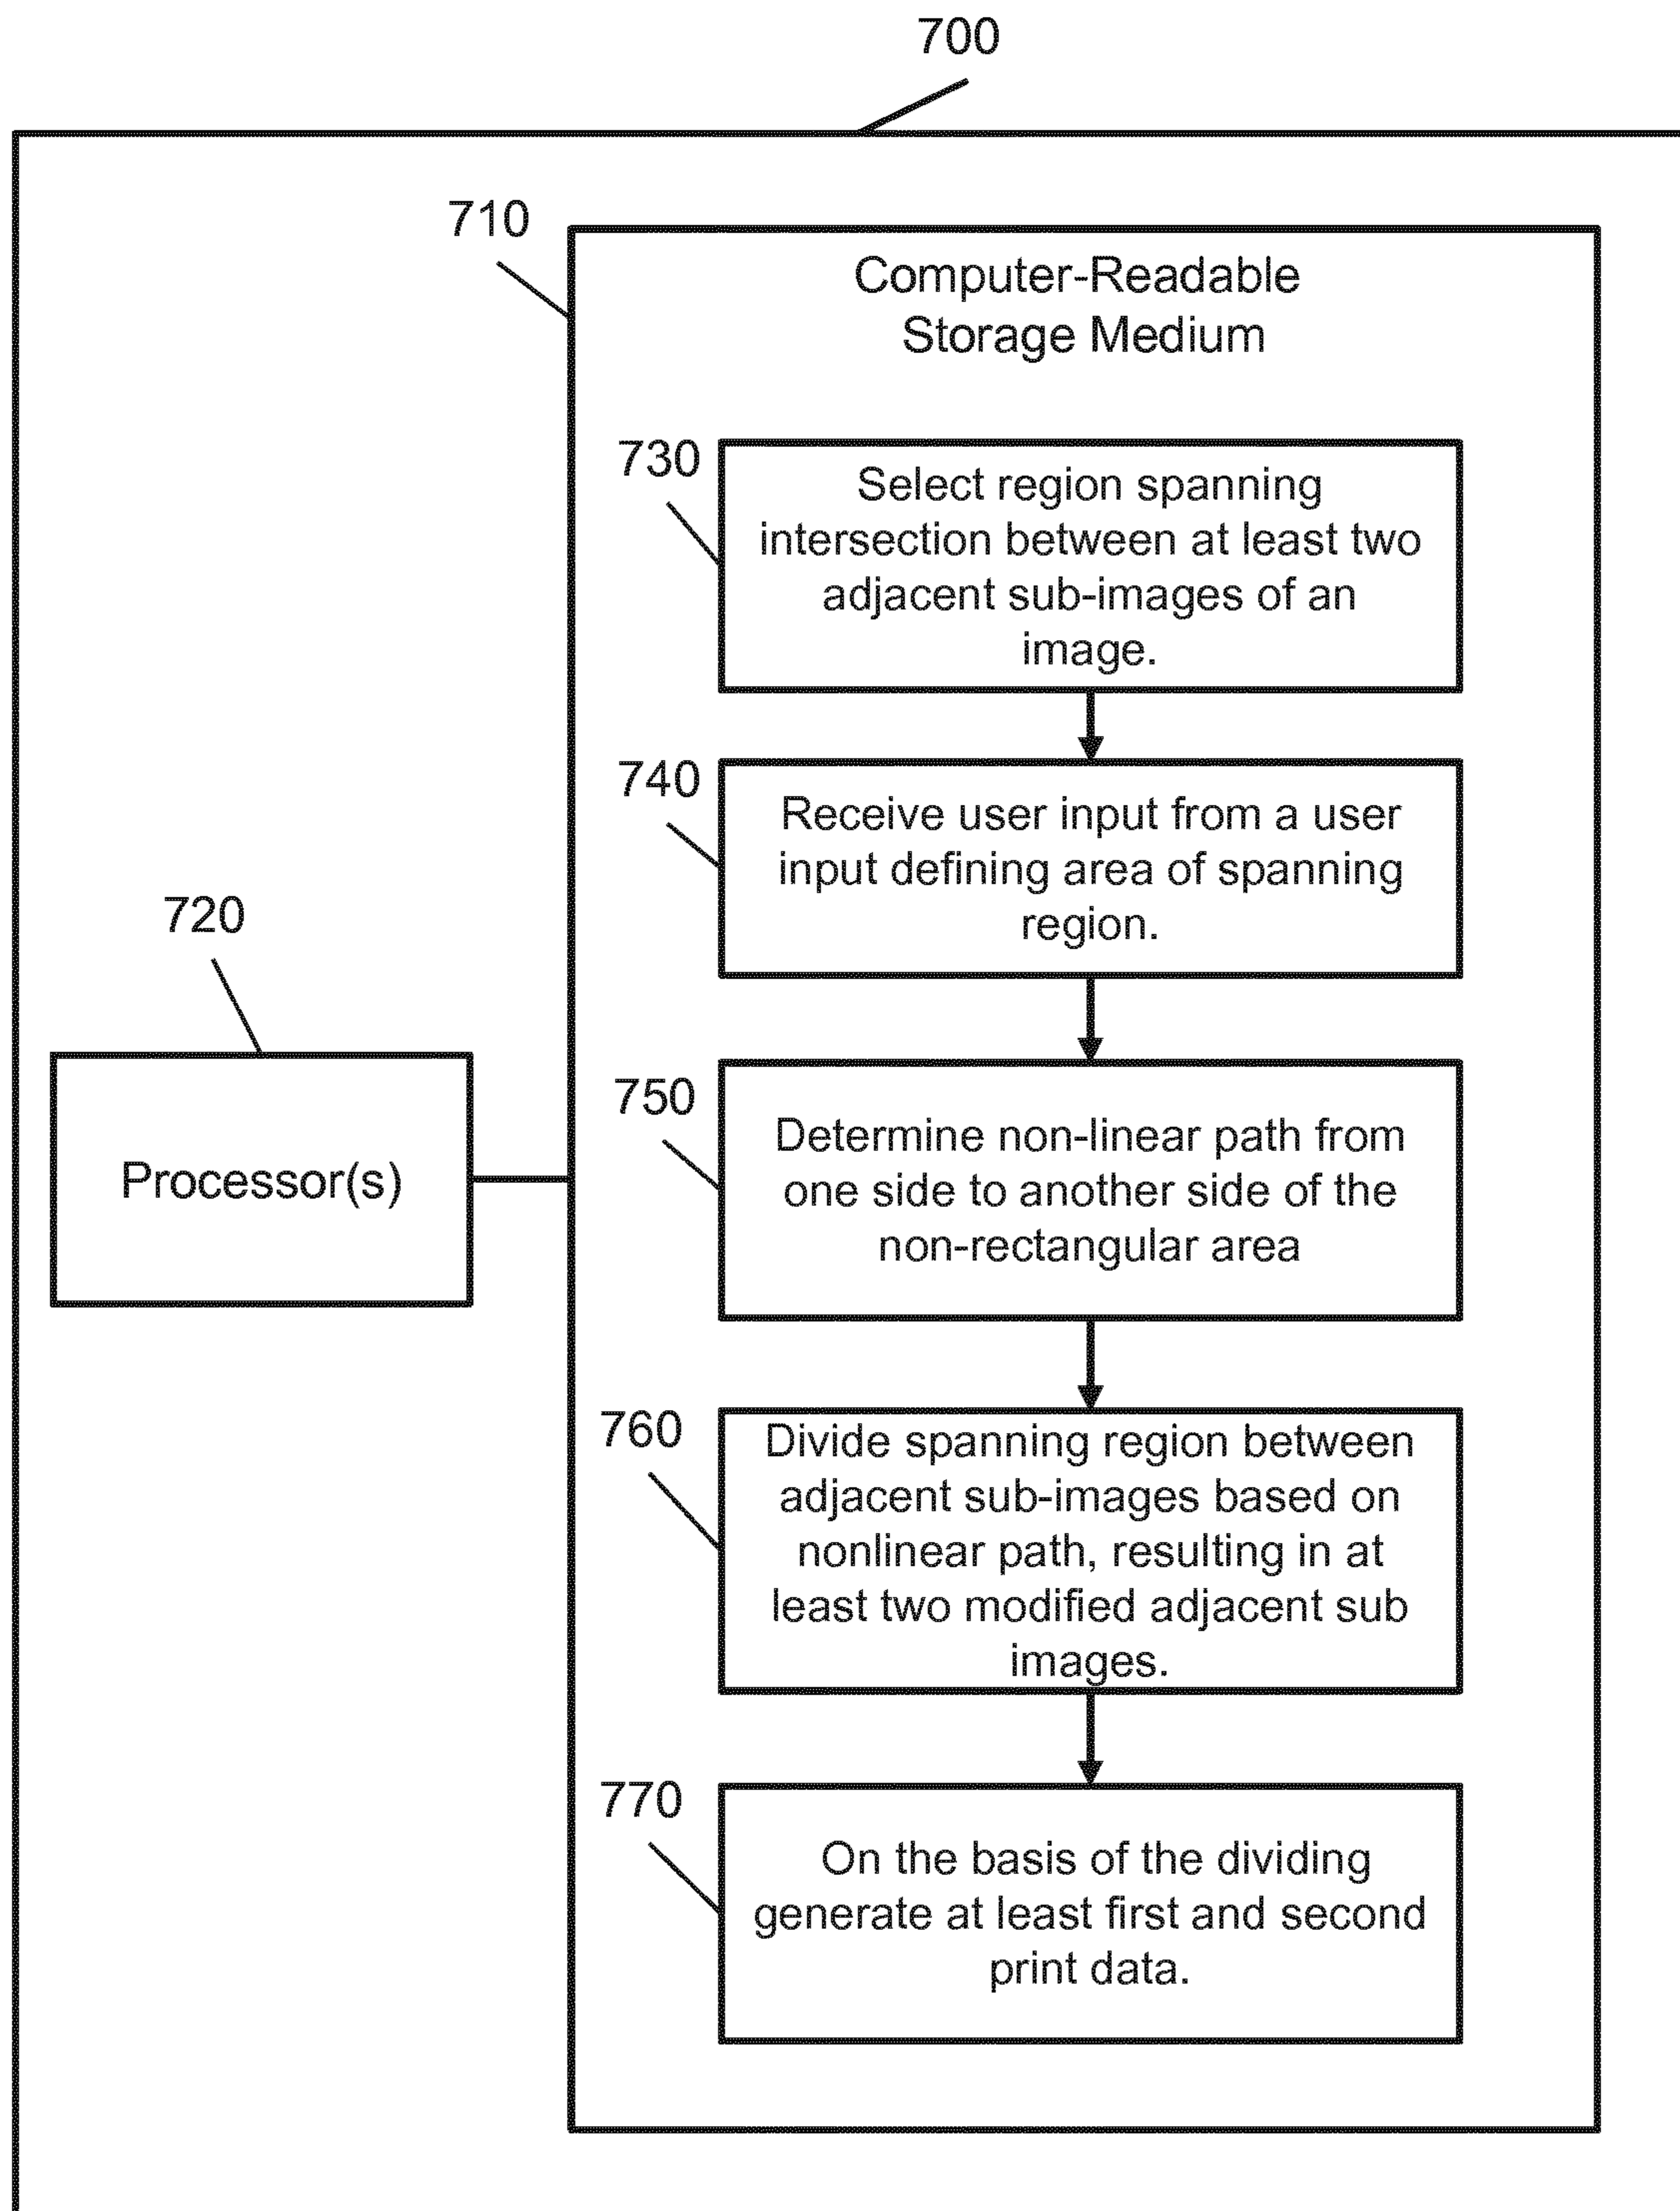 700
710
Computer-Readable
Storage Medium
730
Select region spanning
intersection between at least two
adjacent sub-images of an
image.
740
Receive user input from a user
input defining area of spanning
region.
720
Processor(s)
750
Determine non-linear path from
one side to another side of the
non-rectangular area
760
Divide spanning region between
adjacent sub-images based on
nonlinear path, resulting in at
least two modified adjacent sub
images.
770
On the basis of the dividing
generate at least first and second
print data.